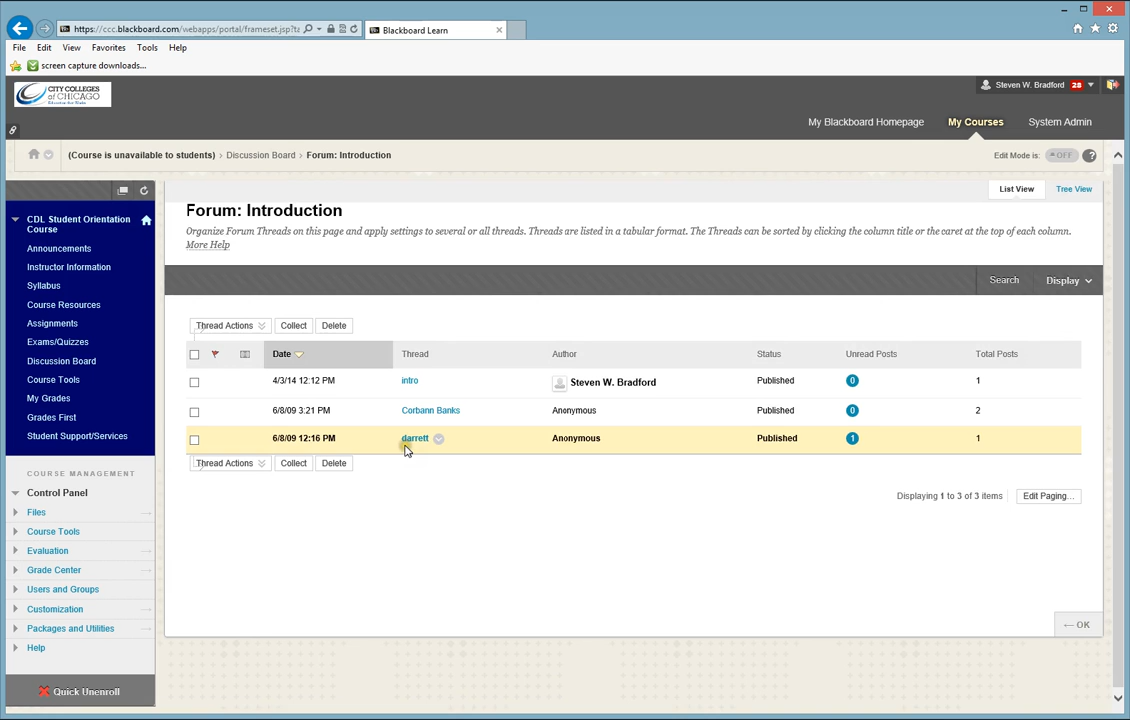 https://ccc.blackboard.com/webapps/portal/frameset.jsp?ta
Blackboard Learn
File Edit View Favorites Tools Help
screen capture downloads...
CITY COLLEGES
of CHICAGO
Steven W. Bradford 28
My Blackboard Homepage My Courses System Admin
(Course is unavailable to students) > Discussion Board > Forum: Introduction
Edit Mode is: OFF ?
List View Tree View
CDL Student Orientation
Course
Announcements
Instructor Information
Syllabus
Course Resources
Assignments
Exams/Quizzes
Discussion Board
Course Tools
My Grades
Grades First
Student Support/Services
COURSE MANAGEMENT
Control Panel
Files
Course Tools
Evaluation
Grade Center
Users and Groups
Customization
Packages and Utilities
Help
Quick Unenroll
Forum: Introduction
Organize Forum Threads on this page and apply settings to several or all threads. Threads are listed in a tabular format. The Threads can be sorted by clicking the column title or the caret at the top of each column.
More Help
Search Display
Thread Actions Collect Delete
Date Thread Author Status Unread Posts Total Posts
4/3/14 12:12 PM intro Steven W. Bradford Published 0 1
6/8/09 3:21 PM Corbann Banks Anonymous Published 0 2
6/8/09 12:16 PM darrett Anonymous Published 1 1
Thread Actions Collect Delete
Displaying 1 to 3 of 3 items Edit Paging...
← OK